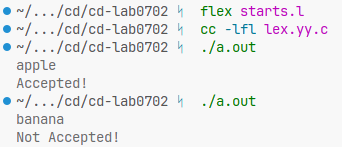 ~/.../cd/cd-lab0702 ᛋ flex starts.l
~/.../cd/cd-lab0702 ᛋ cc -lfl lex.yy.c
~/.../cd/cd-lab0702 ᛋ ./a.out
apple
Accepted!
~/.../cd/cd-lab0702 ᛋ ./a.out
banana
Not Accepted!